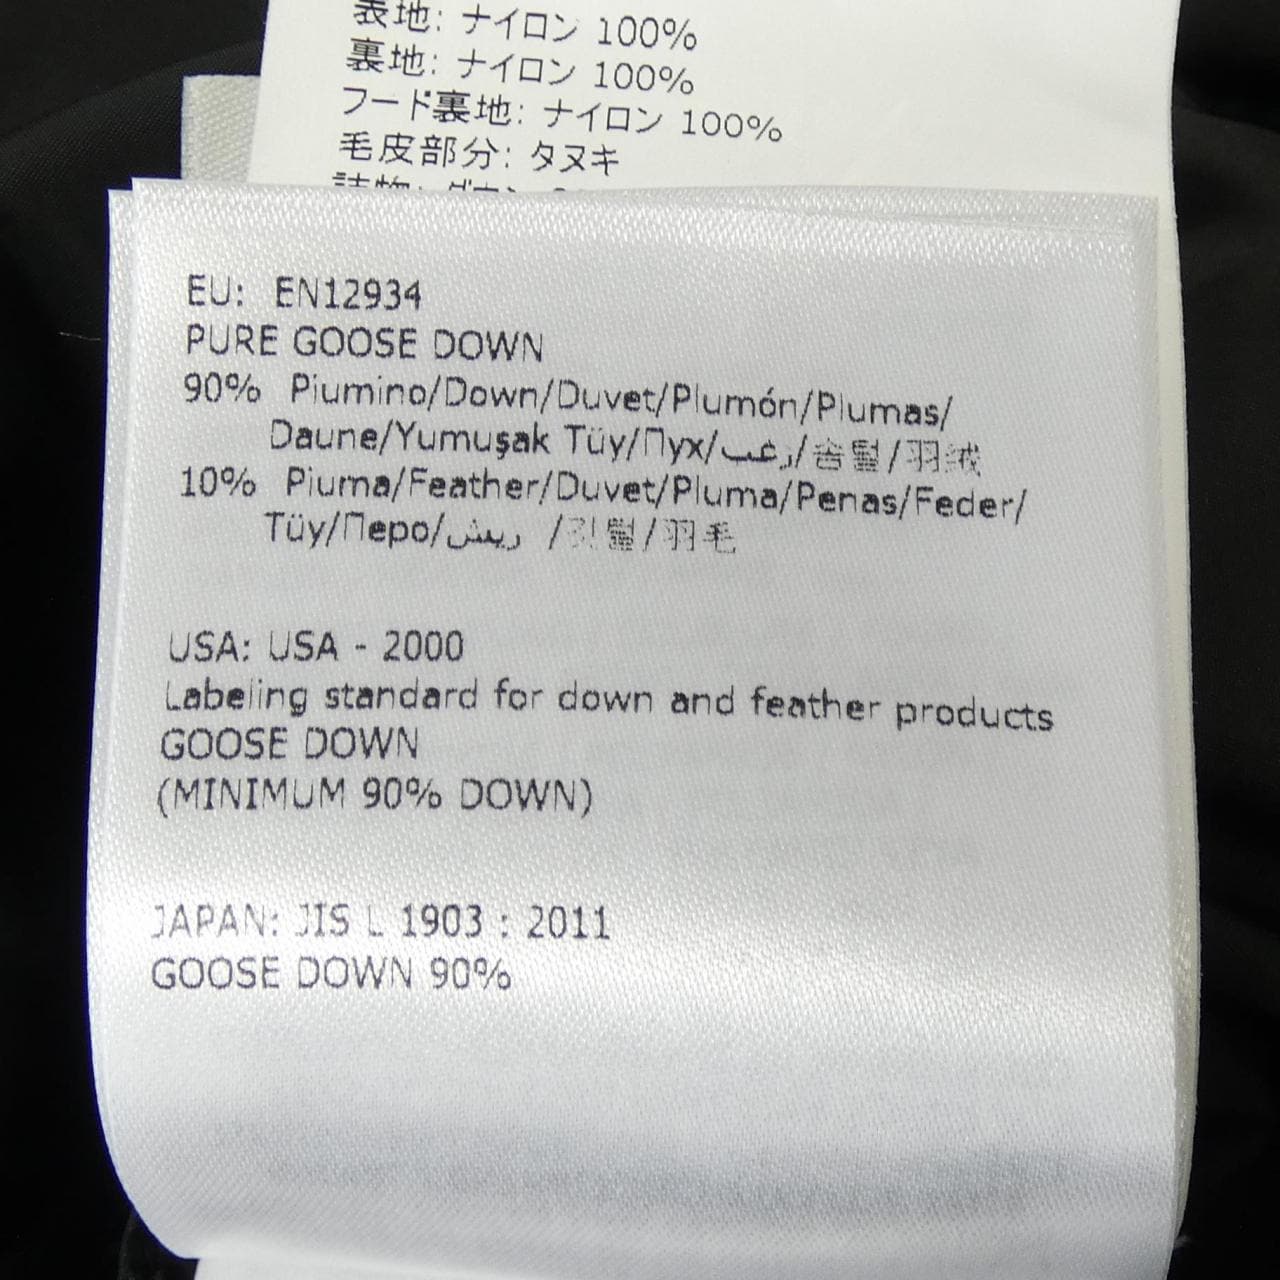 表地: ナイロン 100%
裏地: ナイロン 100%
フード裏地: ナイロン 100%
毛皮部分: タヌキ
EU: EN12934
PURE GOOSE DOWN
90% Piumino/Down/Duvet/Plumón/Plumas/
Daune/Yumuşak Tüy/Пух/زغب/솜털/羽绒
10% Piuma/Feather/Duvet/Pluma/Penas/Feder/
Tüy/Перо/ريش /깃털/羽毛
USA: USA - 2000
Labeling standard for down and feather products
GOOSE DOWN
(MINIMUM 90% DOWN)
JAPAN: JIS L 1903 : 2011
GOOSE DOWN 90%